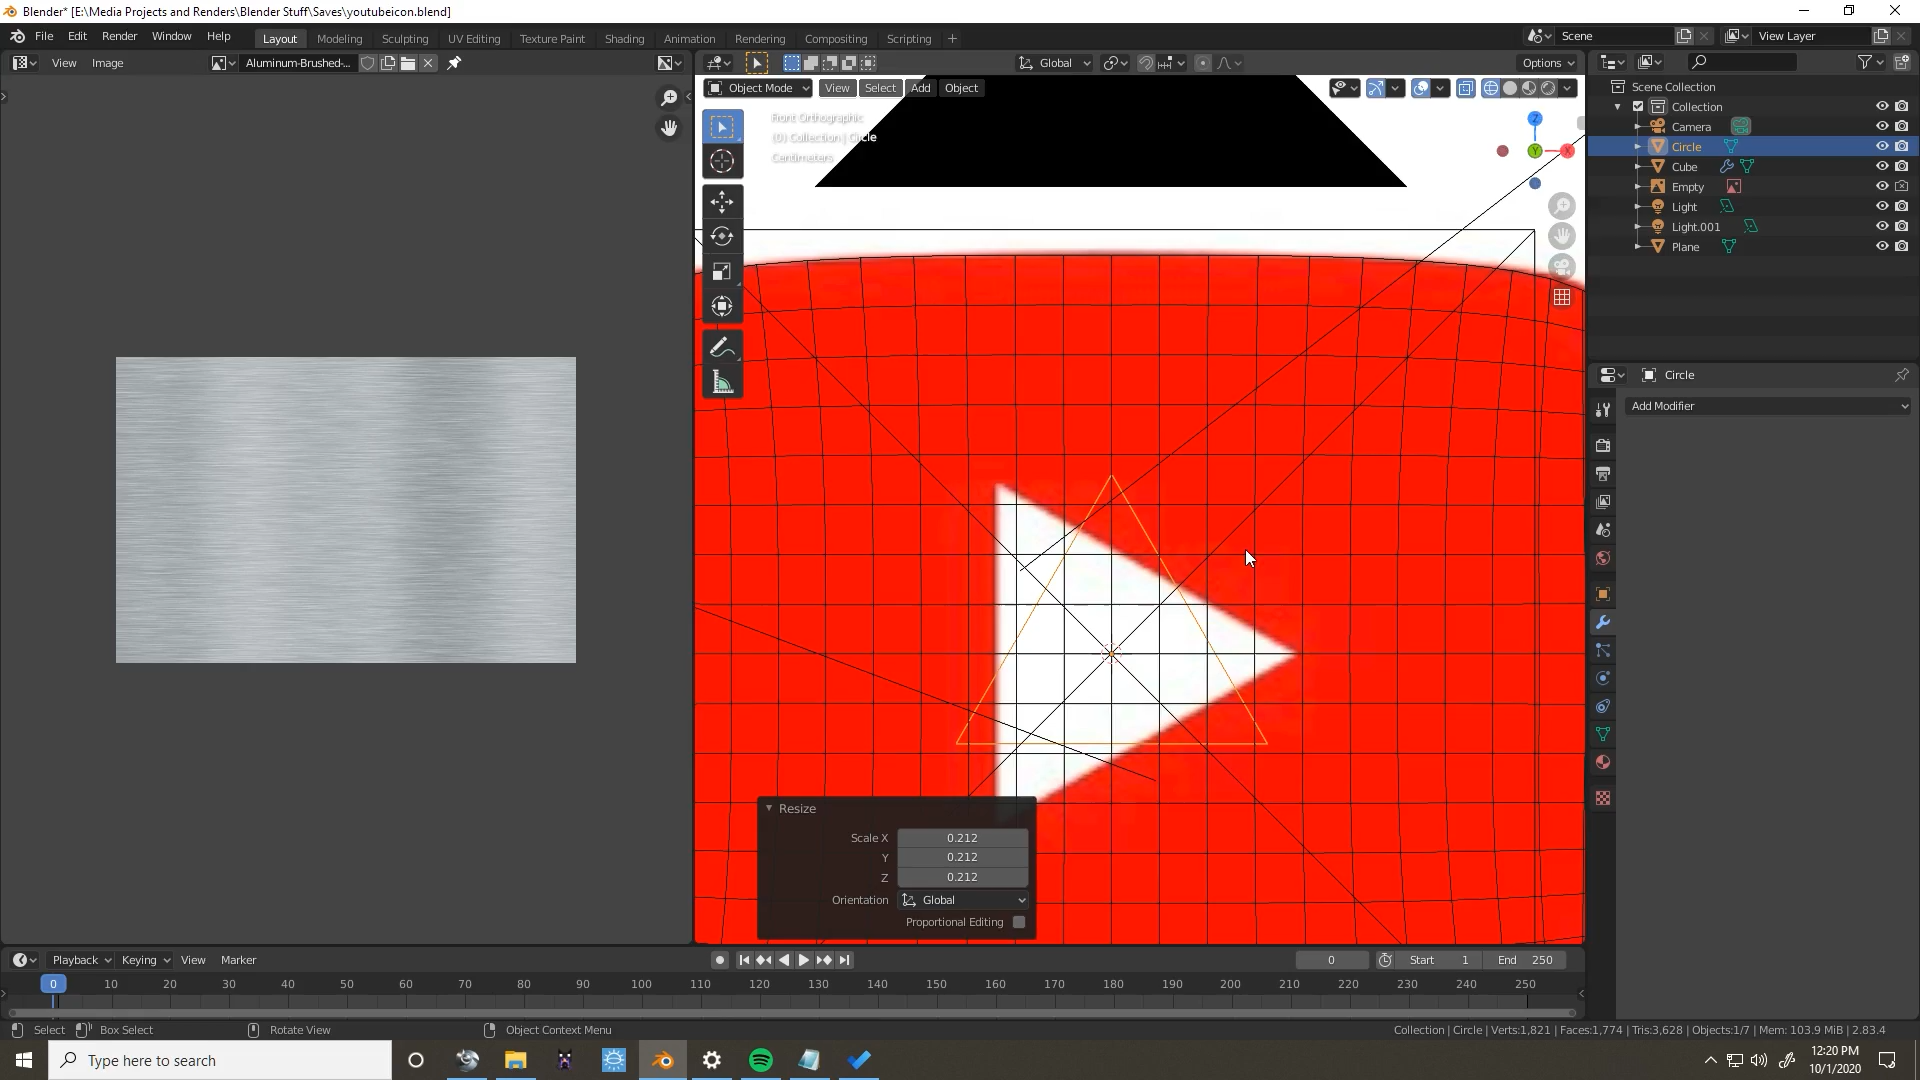 Blender* [E:\Media Projects and Renders\Blender Stuff\Saves\youtubeicon.blend]
File Edit Render Window Help
Layout Modeling Sculpting UV Editing Texture Paint Shading Animation Rendering Compositing Scripting +
Scene
View Layer
View Image
Aluminum-Brushed-...
Global
Options
Object Mode View Select Add Object
Front Orthographic
(0) Collection | Circle
Centimeters
Z
Y
X
Scene Collection
Collection
Camera
Circle
Cube
Empty
Light
Light.001
Plane
Circle
Add Modifier
Resize
Scale X 0.212
Y 0.212
Z 0.212
Orientation Global
Proportional Editing
Playback Keying View Marker
0
Start 1
End 250
0 10 20 30 40 50 60 70 80 90 100 110 120 130 140 150 160 170 180 190 200 210 220 230 240 250
Select Box Select Rotate View Object Context Menu
Collection | Circle | Verts:1,821 | Faces:1,774 | Tris:3,628 | Objects:1/7 | Mem: 103.9 MiB | 2.83.4
Type here to search
12:20 PM
10/1/2020